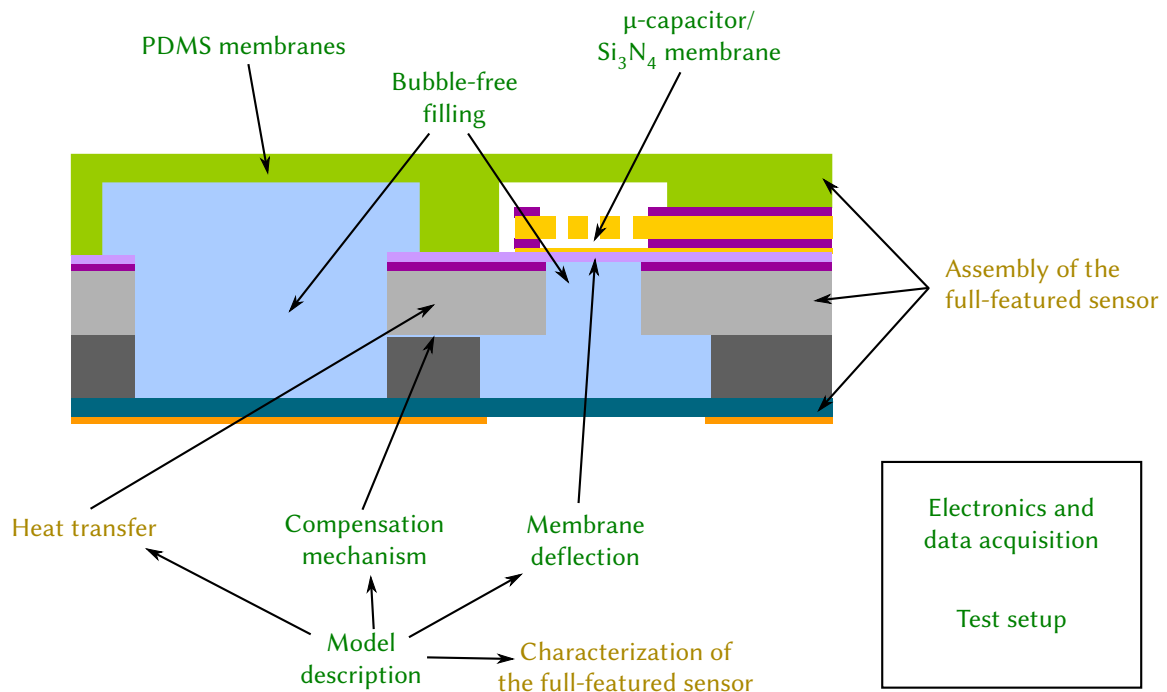 PDMS membranes
μ-capacitor/
Si₃N₄ membrane
Bubble-free
filling
Assembly of the
full-featured sensor
Heat transfer
Compensation
mechanism
Membrane
deflection
Electronics and
data acquisition
Test setup
Model
description
Characterization of
the full-featured sensor